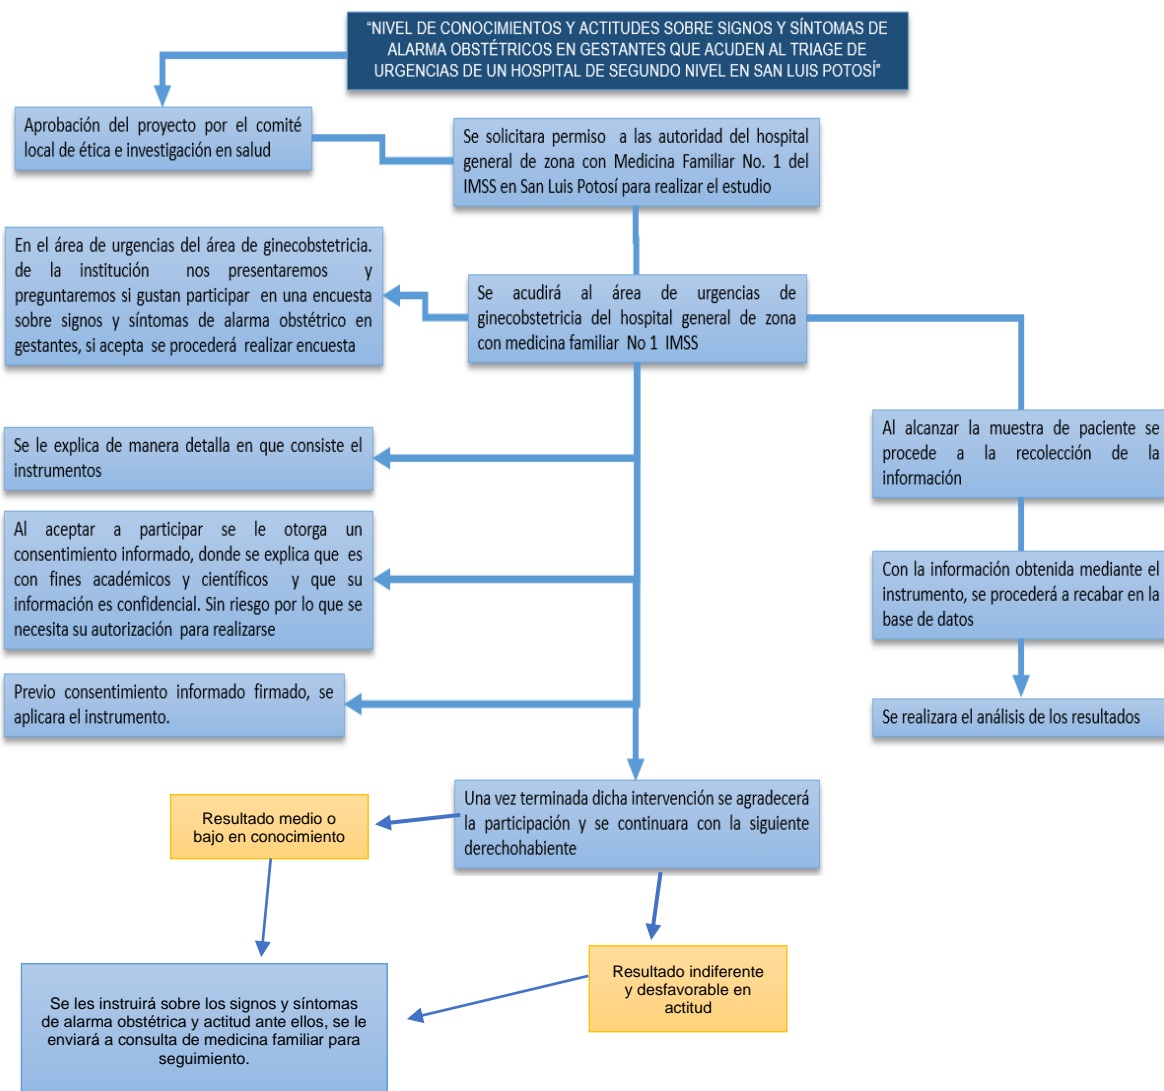 “NIVEL DE CONOCIMIENTOS Y ACTITUDES SOBRE SIGNOS Y SÍNTOMAS DE
ALARMA OBSTÉTRICOS EN GESTANTES QUE ACUDEN AL TRIAGE DE
URGENCIAS DE UN HOSPITAL DE SEGUNDO NIVEL EN SAN LUIS POTOSÍ”
Aprobación del proyecto por el comité
local de ética e investigación en salud
Se solicitara permiso a las autoridad del hospital
general de zona con Medicina Familiar No. 1 del
IMSS en San Luis Potosí para realizar el estudio
En el área de urgencias del área de ginecobstetricia.
de la institución nos presentaremos y
preguntaremos si gustan participar en una encuesta
sobre signos y síntomas de alarma obstétrico en
gestantes, si acepta se procederá realizar encuesta
Se acudirá al área de urgencias de
ginecobstetricia del hospital general de zona
con medicina familiar No 1 IMSS
Se le explica de manera detalla en que consiste el
instrumentos
Al aceptar a participar se le otorga un
consentimiento informado, donde se explica que es
con fines académicos y científicos y que su
información es confidencial. Sin riesgo por lo que se
necesita su autorización para realizarse
Previo consentimiento informado firmado, se
aplicara el instrumento.
Al alcanzar la muestra de paciente se
procede a la recolección de la
información
Con la información obtenida mediante el
instrumento, se procederá a recabar en la
base de datos
Se realizara el análisis de los resultados
Una vez terminada dicha intervención se agradecerá
la participación y se continuara con la siguiente
derechohabiente
Resultado medio o
bajo en conocimiento
Resultado indiferente
y desfavorable en
actitud
Se les instruirá sobre los signos y síntomas
de alarma obstétrica y actitud ante ellos, se le
enviará a consulta de medicina familiar para
seguimiento.